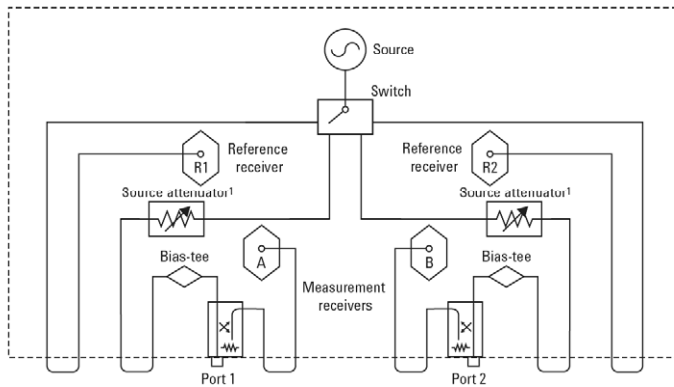 Source
Switch
R1
Reference
receiver
Reference
receiver
R2
Source attenuator1
Source attenuator1
Bias-tee
A
Measurement
receivers
B
Bias-tee
Port 1
Port 2